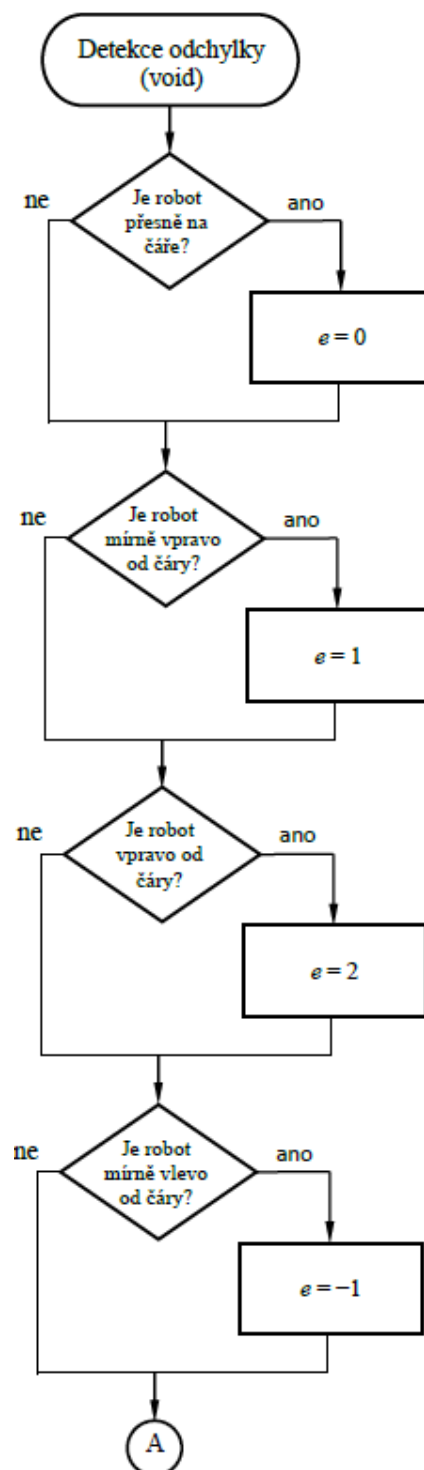 Detekce odchylky
(void)
ne
Je robot
přesně na
čáře?
ano
e = 0
ne
Je robot
mírně vpravo
od čáry?
ano
e = 1
ne
Je robot
vpravo od
čáry?
ano
e = 2
ne
Je robot
mírně vlevo
od čáry?
ano
e = −1
A